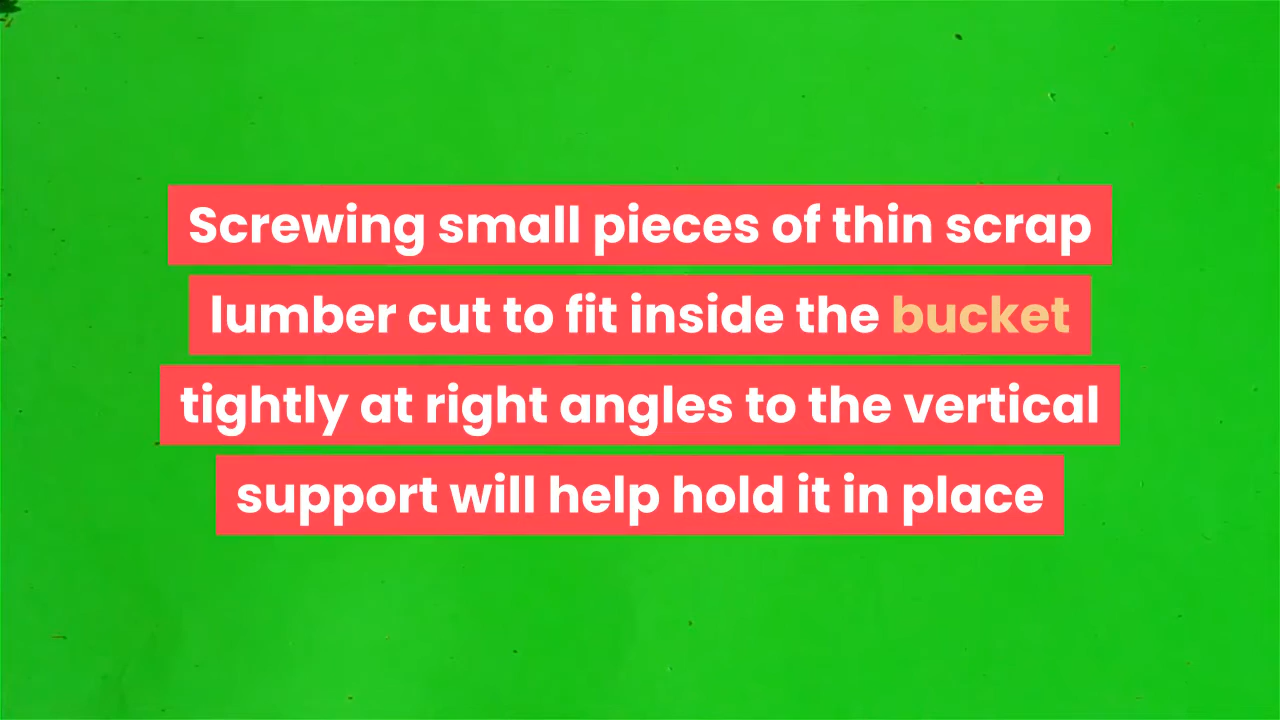 Screwing small pieces of thin scrap
lumber cut to fit inside the bucket
tightly at right angles to the vertical
support will help hold it in place